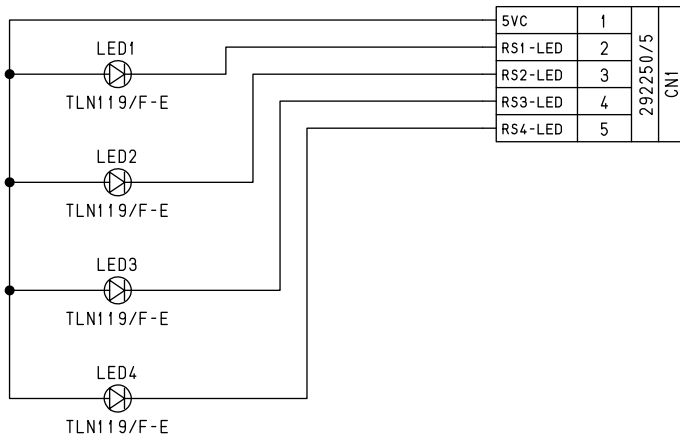 5VC 1
RS1-LED 2
RS2-LED 3
RS3-LED 4
RS4-LED 5
292250/5
CN1
LED1
TLN119/F-E
LED2
TLN119/F-E
LED3
TLN119/F-E
LED4
TLN119/F-E